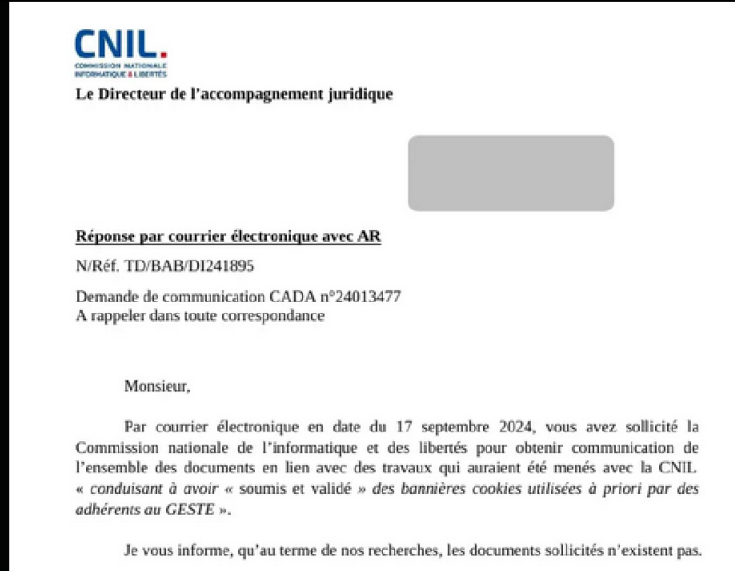 CNIL.
COMMISSION NATIONALE
INFORMATIQUE & LIBERTÉS
Le Directeur de l’accompagnement juridique
Réponse par courrier électronique avec AR
N/Réf. TD/BAB/DI241895
Demande de communication CADA n°24013477
A rappeler dans toute correspondance
Monsieur,
Par courrier électronique en date du 17 septembre 2024, vous avez sollicité la
Commission nationale de l’informatique et des libertés pour obtenir communication de
l’ensemble des documents en lien avec des travaux qui auraient été menés avec la CNIL
« conduisant à avoir « soumis et validé » des bannières cookies utilisées à priori par des
adhérents au GESTE ».
Je vous informe, qu’au terme de nos recherches, les documents sollicités n’existent pas.